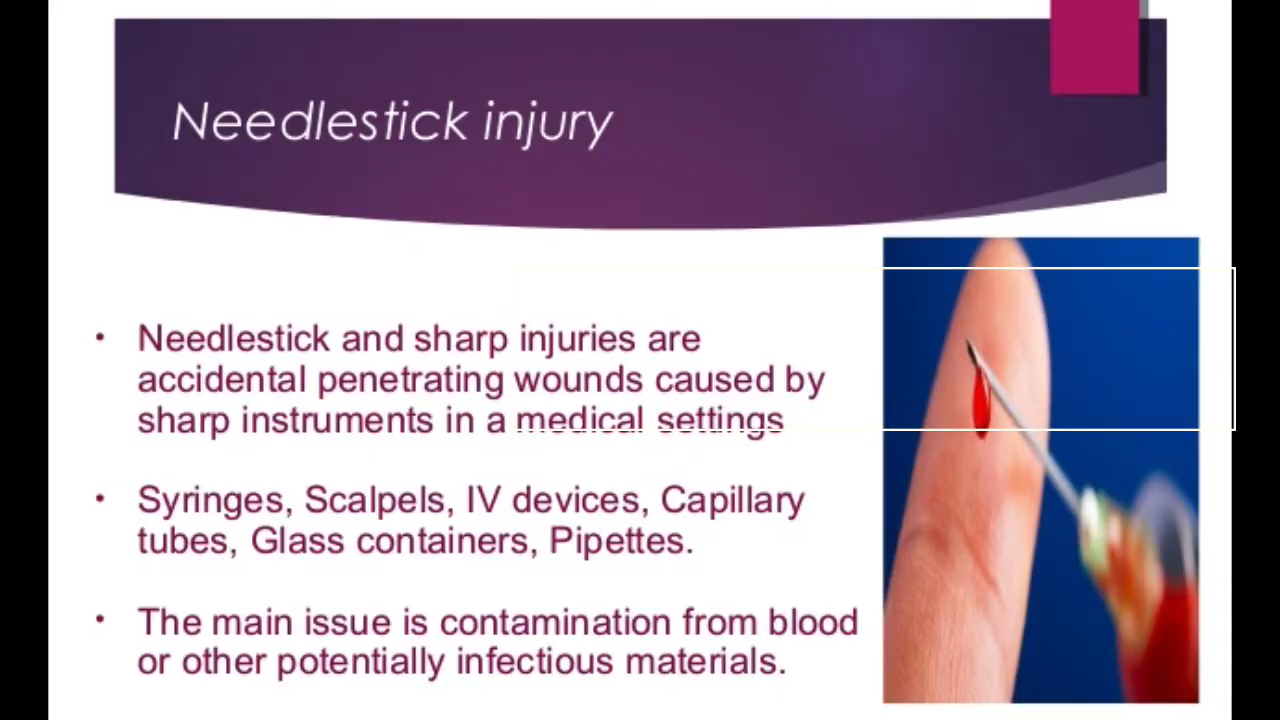 Needlestick injury
• Needlestick and sharp injuries are
accidental penetrating wounds caused by
sharp instruments in a medical settings
• Syringes, Scalpels, IV devices, Capillary
tubes, Glass containers, Pipettes.
• The main issue is contamination from blood
or other potentially infectious materials.